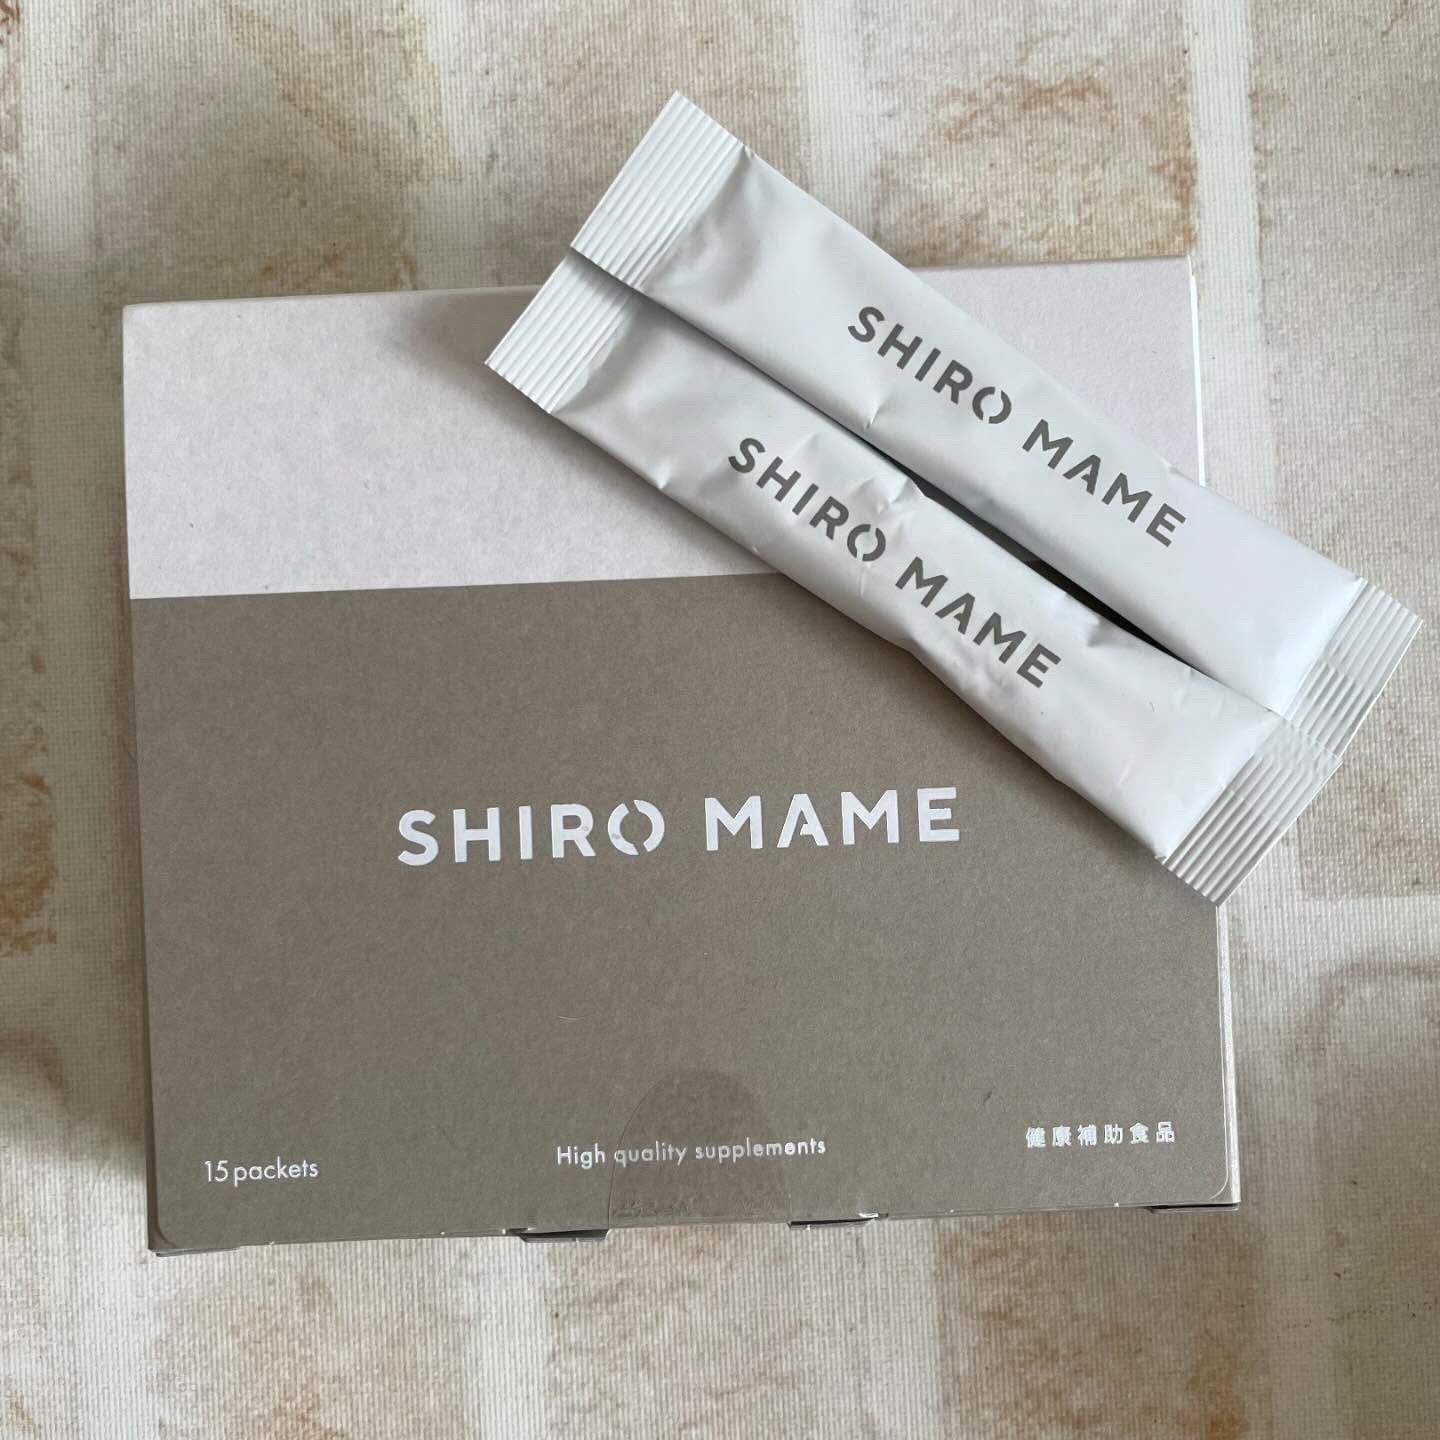 SHIRO MAME
SHIRO MAME
SHIRO MAME
15 packets
High quality supplements
健康補助食品